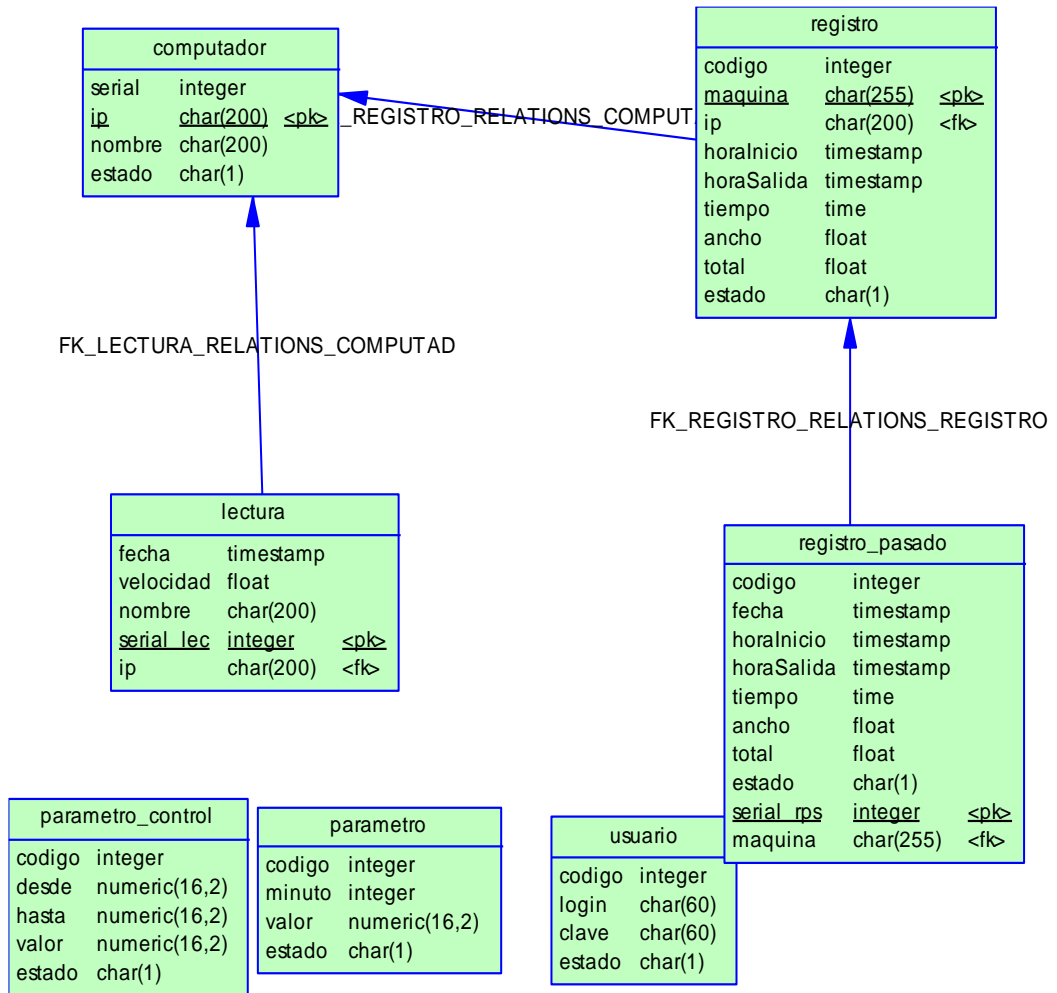 computador
serial integer
ip char(200) <pk>
nombre char(200)
estado char(1)
_REGISTRO_RELATIONS_COMPUT
registro
codigo integer
maquina char(255) <pk>
ip char(200) <fk>
horaInicio timestamp
horaSalida timestamp
tiempo time
ancho float
total float
estado char(1)
FK_LECTURA_RELATIONS_COMPUTAD
FK_REGISTRO_RELATIONS_REGISTRO
lectura
fecha timestamp
velocidad float
nombre char(200)
serial_lec integer <pk>
ip char(200) <fk>
registro_pasado
codigo integer
fecha timestamp
horaInicio timestamp
horaSalida timestamp
tiempo time
ancho float
total float
estado char(1)
serial_rps integer <pk>
maquina char(255) <fk>
parametro_control
codigo integer
desde numeric(16,2)
hasta numeric(16,2)
valor numeric(16,2)
estado char(1)
parametro
codigo integer
minuto integer
valor numeric(16,2)
estado char(1)
usuario
codigo integer
login char(60)
clave char(60)
estado char(1)